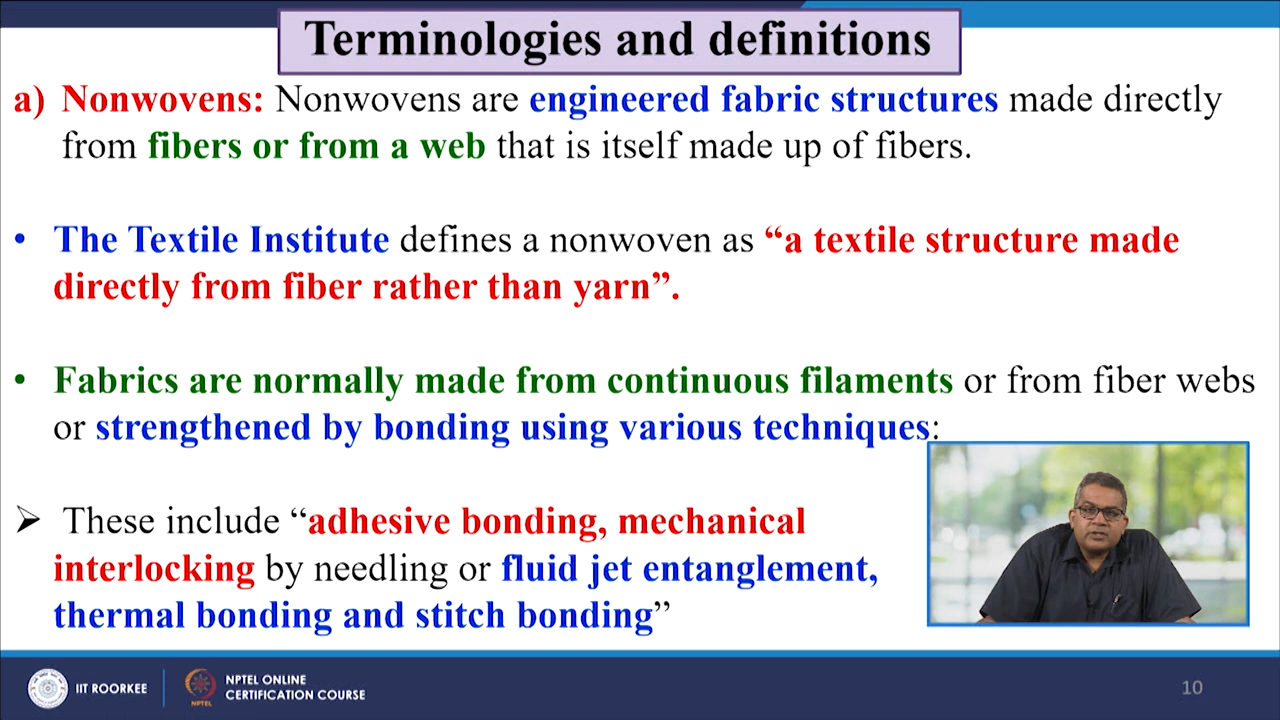 Terminologies and definitions
a) Nonwovens: Nonwovens are engineered fabric structures made directly
from fibers or from a web that is itself made up of fibers.
• The Textile Institute defines a nonwoven as “a textile structure made
directly from fiber rather than yarn”.
• Fabrics are normally made from continuous filaments or from fiber webs
or strengthened by bonding using various techniques:
➢ These include “adhesive bonding, mechanical
interlocking by needling or fluid jet entanglement,
thermal bonding and stitch bonding”
IIT ROORKEE
NPTEL
NPTEL ONLINE
CERTIFICATION COURSE
10